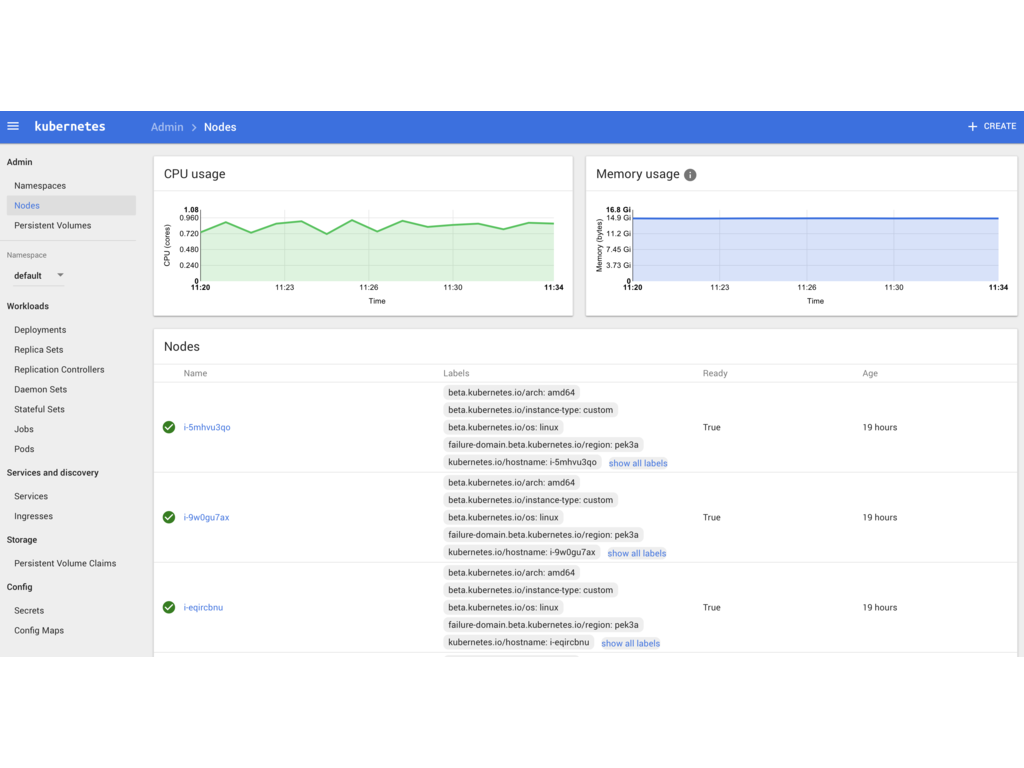 kubernetes
Admin > Nodes
+ CREATE
Admin
Namespaces
Nodes
Persistent Volumes
Namespace
default
Workloads
Deployments
Replica Sets
Replication Controllers
Daemon Sets
Stateful Sets
Jobs
Pods
Services and discovery
Services
Ingresses
Storage
Persistent Volume Claims
Config
Secrets
Config Maps
CPU usage
CPU (cores)
1.08
0.960
0.720
0.480
0.240
0
11:20 11:23 11:26 11:30 11:34
Time
Memory usage
Memory (bytes)
16.8 Gi
14.9 Gi
11.2 Gi
7.45 Gi
3.73 Gi
0
11:20 11:23 11:26 11:30 11:34
Time
Nodes
Name Labels Ready Age
beta.kubernetes.io/arch: amd64
beta.kubernetes.io/instance-type: custom
i-5mhvu3qo beta.kubernetes.io/os: linux True 19 hours
failure-domain.beta.kubernetes.io/region: pek3a
kubernetes.io/hostname: i-5mhvu3qo show all labels
beta.kubernetes.io/arch: amd64
beta.kubernetes.io/instance-type: custom
i-9w0gu7ax beta.kubernetes.io/os: linux True 19 hours
failure-domain.beta.kubernetes.io/region: pek3a
kubernetes.io/hostname: i-9w0gu7ax show all labels
beta.kubernetes.io/arch: amd64
beta.kubernetes.io/instance-type: custom
i-eqircbnu beta.kubernetes.io/os: linux True 19 hours
failure-domain.beta.kubernetes.io/region: pek3a
kubernetes.io/hostname: i-eqircbnu show all labels